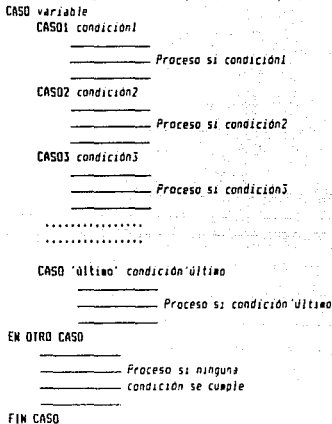 CASO variable
CASO1 condición1
Proceso si condición1
CASO2 condición2
Proceso si condición2
CASO3 condición3
Proceso si condición3
................
................
CASO 'último' condición'último
Proceso si condición'último
EN OTRO CASO
Proceso si ninguna
condición se cumple
FIN CASO